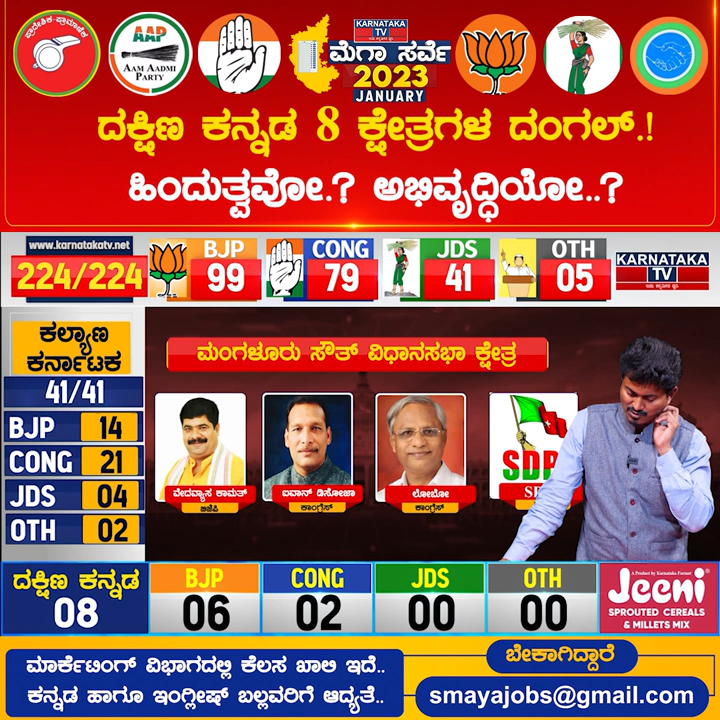 ಪ್ರಾದೇಶಿಕ-ಪ್ರಾಮಾಣಿಕ
AAP
AAM AADMI
PARTY
KARNATAKA
TV
ಮೆಗಾ ಸರ್ವೆ
2023
JANUARY
ದಕ್ಷಿಣ ಕನ್ನಡ 8 ಕ್ಷೇತ್ರಗಳ ದಂಗಲ್.!
ಹಿಂದುತ್ವವೋ.? ಅಭಿವೃದ್ಧಿಯೋ..?
www.karnatakatv.net
224/224
BJP
99
CONG
79
JDS
41
OTH
05
KARNATAKA
TV
ಕಲ್ಯಾಣ
ಕರ್ನಾಟಕ
41/41
BJP 14
CONG 21
JDS 04
OTH 02
ಮಂಗಳೂರು ಸೌತ್ ವಿಧಾನಸಭಾ ಕ್ಷೇತ್ರ
ವೇದವ್ಯಾಸ ಕಾಮತ್
ಬಿಜೆಪಿ
ಐವಾನ್ ಡಿಸೋಜಾ
ಕಾಂಗ್ರೆಸ್
ಲೋಬೋ
ಕಾಂಗ್ರೆಸ್
ದಕ್ಷಿಣ ಕನ್ನಡ
08
BJP
06
CONG
02
JDS
00
OTH
00
A Product by Karnataka Farmer
Jeeni
SPROUTED CEREALS
& MILLETS MIX
ಮಾರ್ಕೆಟಿಂಗ್ ವಿಭಾಗದಲ್ಲಿ ಕೆಲಸ ಖಾಲಿ ಇದೆ..
ಕನ್ನಡ ಹಾಗೂ ಇಂಗ್ಲೀಷ್ ಬಲ್ಲವರಿಗೆ ಆದ್ಯತೆ..
ಬೇಕಾಗಿದ್ದಾರೆ
smayajobs@gmail.com